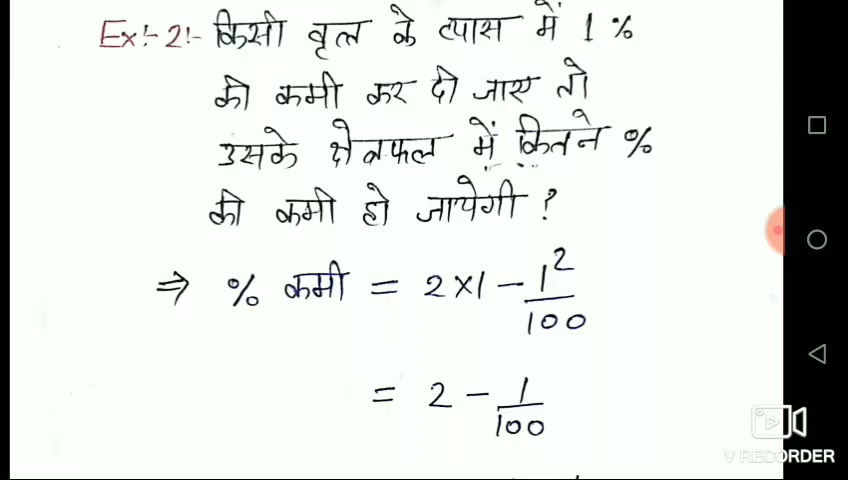 Ex:- 2:- किसी वृत्त के व्यास में 1 %
की कमी कर दी जाए तो
उसके क्षेत्रफल में कितने %
की कमी हो जायेगी ?
⇒ % कमी = 2 × 1 - 1²/100
= 2 - 1/100
V RECORDER